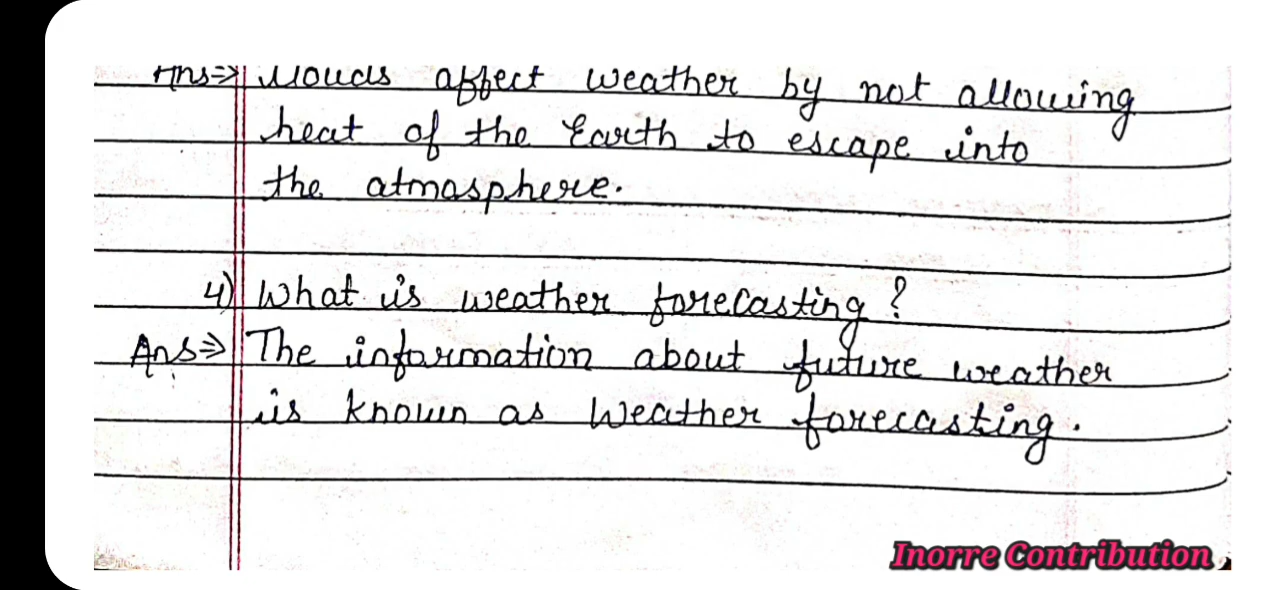 Ans⇒ Clouds affect weather by not allowing
heat of the Earth to escape into
the atmosphere.
4) What is weather forecasting?
Ans⇒ The information about future weather
is known as Weather forecasting.
Inorre Contribution